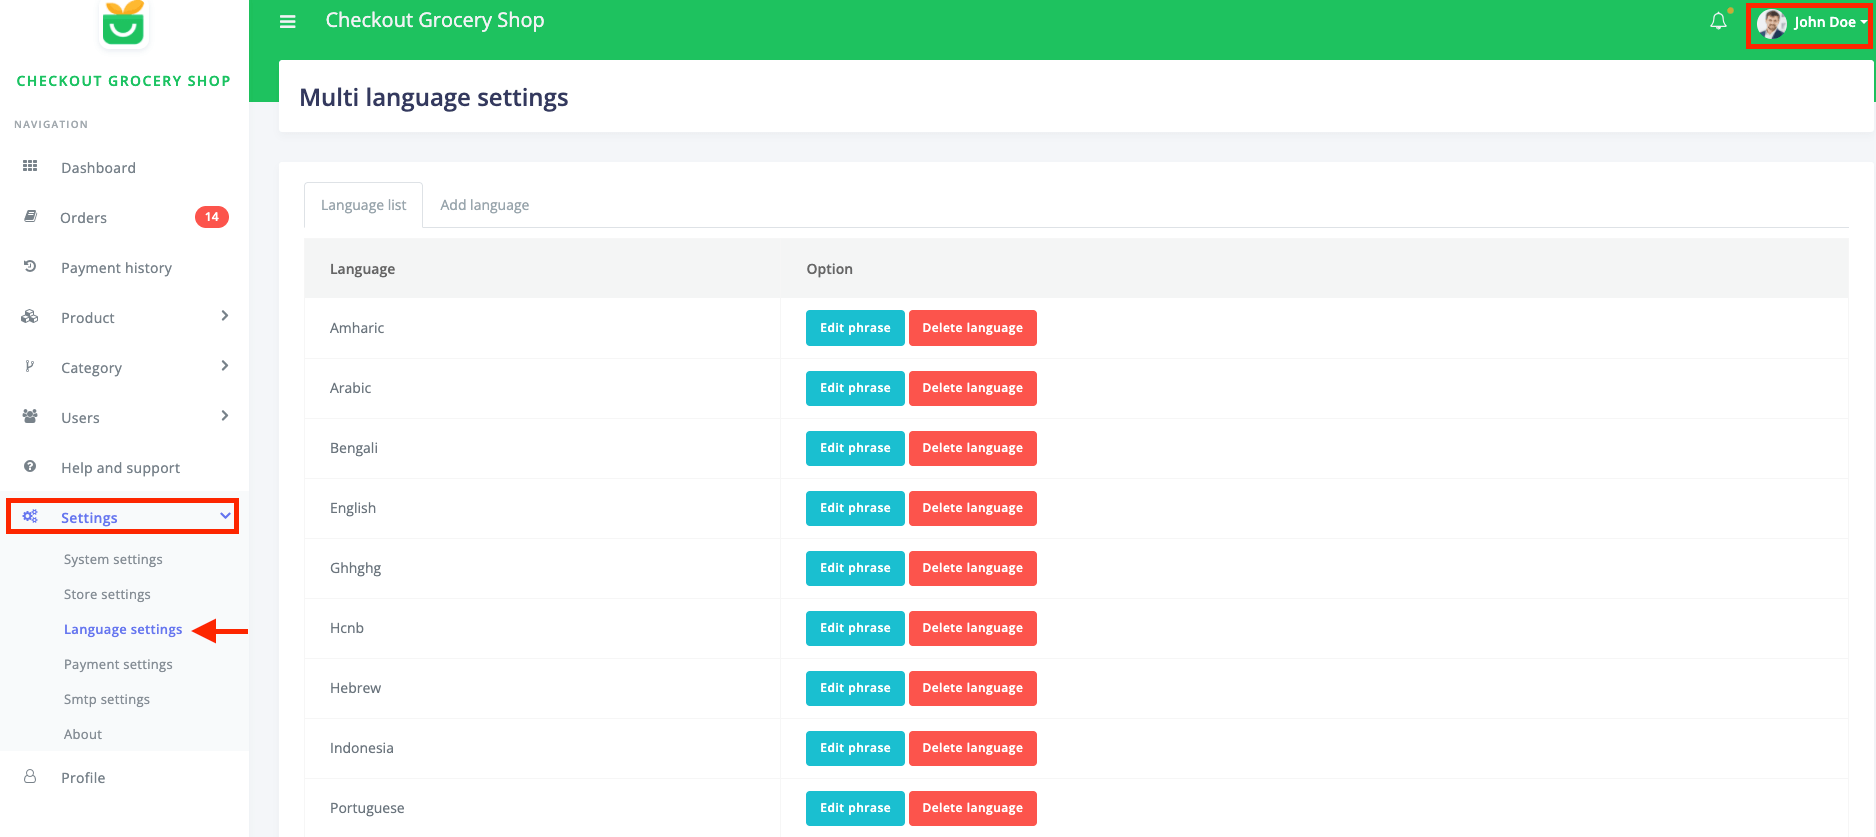 Checkout Grocery Shop
John Doe
CHECKOUT GROCERY SHOP
NAVIGATION
Dashboard
Orders 14
Payment history
Product
Category
Users
Help and support
Settings
System settings
Store settings
Language settings
Payment settings
Smtp settings
About
Profile
Multi language settings
Language list Add language
Language Option
Amharic Edit phrase Delete language
Arabic Edit phrase Delete language
Bengali Edit phrase Delete language
English Edit phrase Delete language
Ghhghg Edit phrase Delete language
Hcnb Edit phrase Delete language
Hebrew Edit phrase Delete language
Indonesia Edit phrase Delete language
Portuguese Edit phrase Delete language